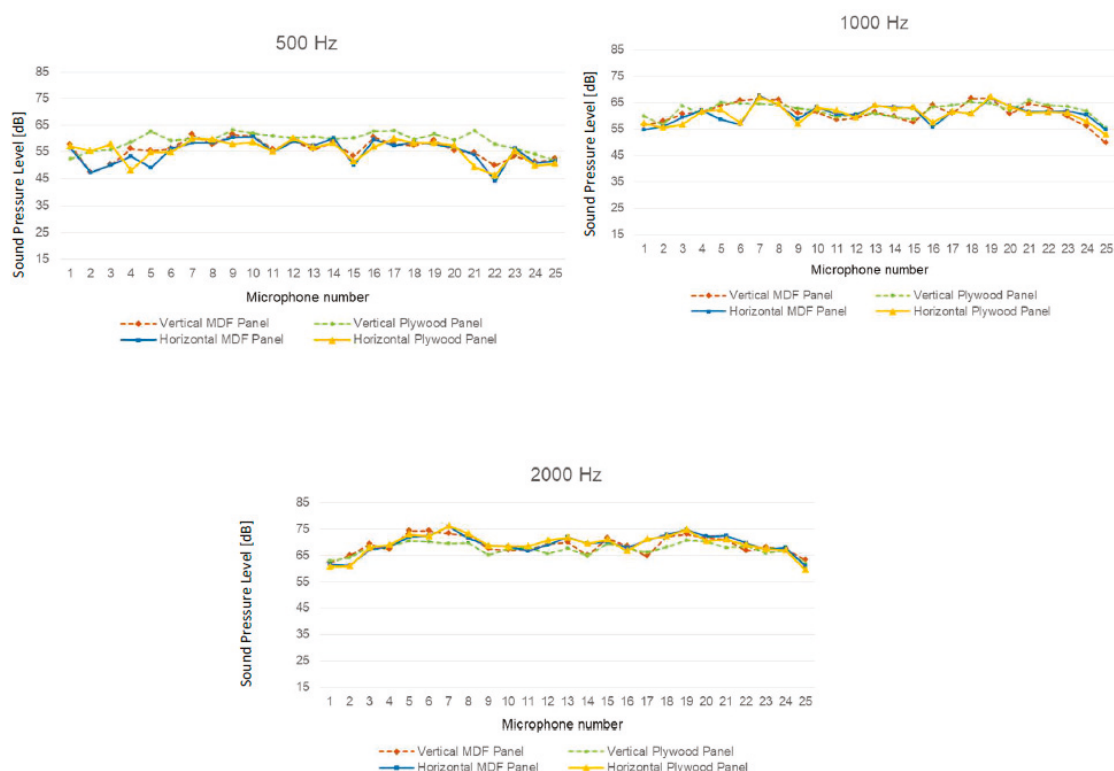 500 Hz
Sound Pressure Level [dB]
85
75
65
55
45
35
25
15
1 2 3 4 5 6 7 8 9 10 11 12 13 14 15 16 17 18 19 20 21 22 23 24 25
Microphone number
Vertical MDF Panel Vertical Plywood Panel
Horizontal MDF Panel Horizontal Plywood Panel
1000 Hz
Sound Pressure Level [dB]
85
75
65
55
45
35
25
15
1 2 3 4 5 6 7 8 9 10 11 12 13 14 15 16 17 18 19 20 21 22 23 24 25
Microphone number
Vertical MDF Panel Vertical Plywood Panel
Horizontal MDF Panel Horizontal Plywood Panel
2000 Hz
Sound Pressure Level [dB]
85
75
65
55
45
35
25
15
1 2 3 4 5 6 7 8 9 10 11 12 13 14 15 16 17 18 19 20 21 22 23 24 25
Microphone number
Vertical MDF Panel Vertical Plywood Panel
Horizontal MDF Panel Horizontal Plywood Panel